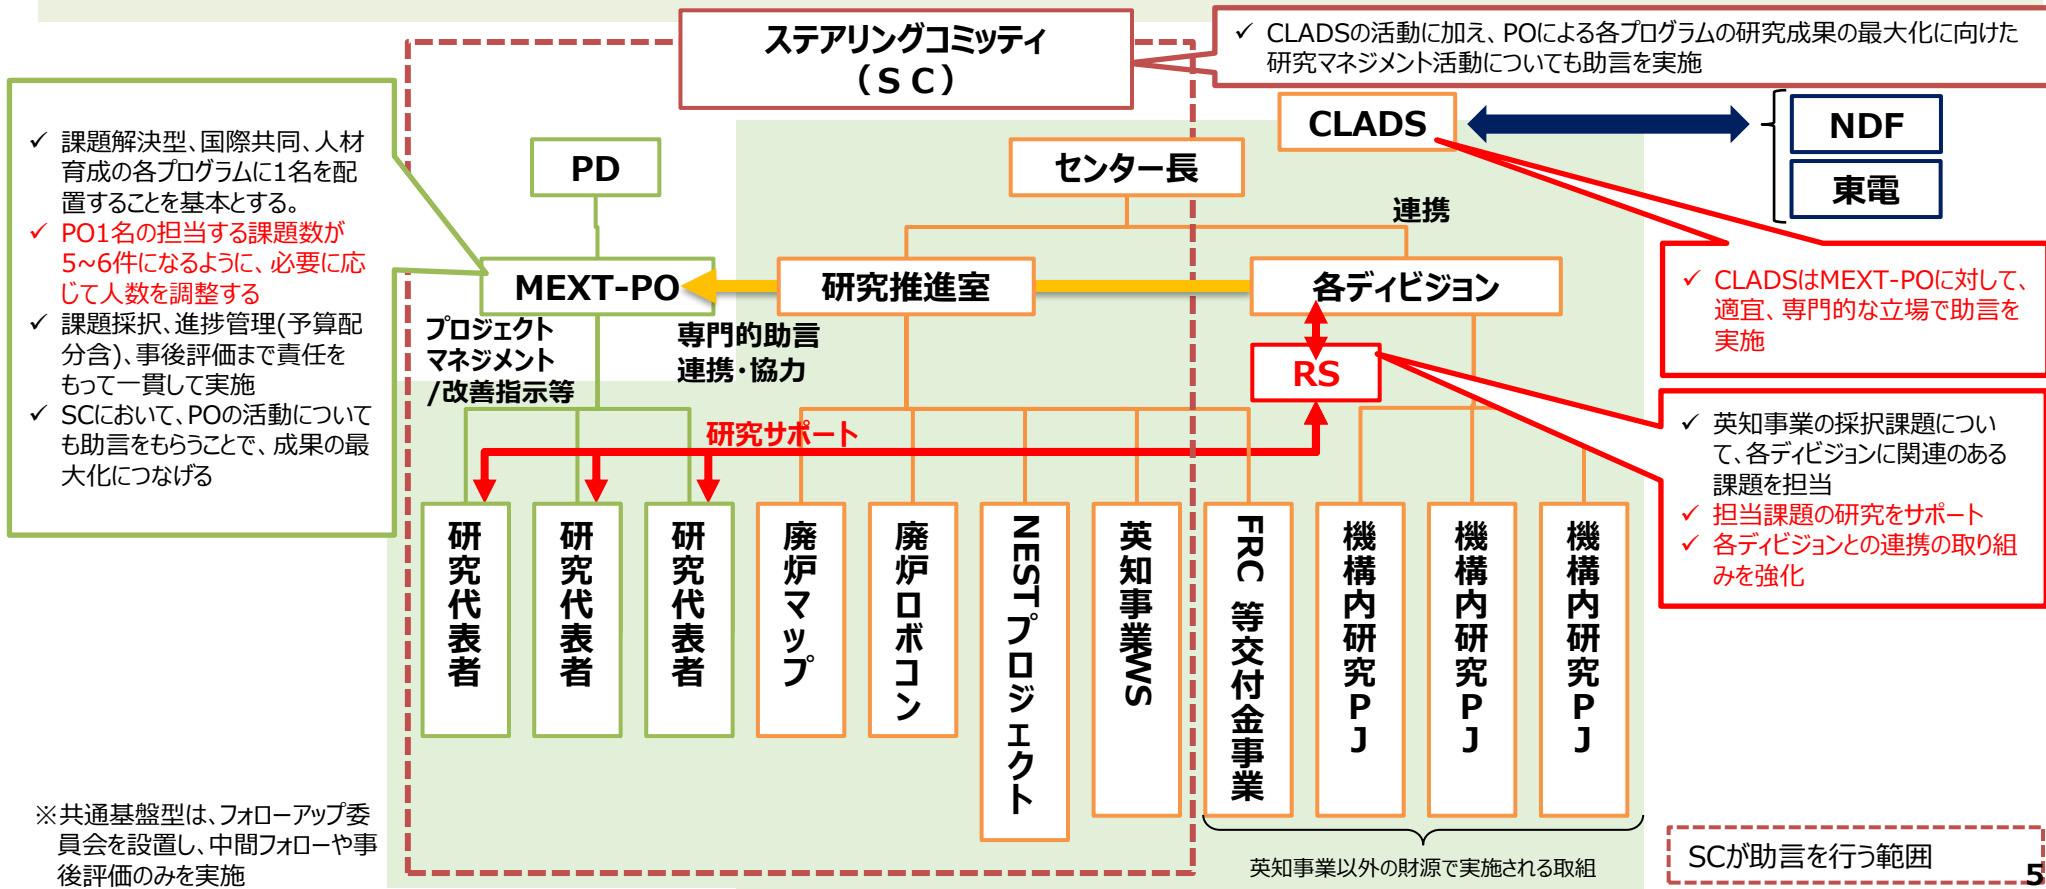 ステアリングコミッティ
(SC)
✓ CLADSの活動に加え、POによる各プログラムの研究成果の最大化に向けた
研究マネジメント活動についても助言を実施
✓ 課題解決型、国際共同、人材
育成の各プログラムに1名を配
置することを基本とする。
✓ PO1名の担当する課題数が
5~6件になるように、必要に応
じて人数を調整する
✓ 課題採択、進捗管理(予算配
分含)、事後評価まで責任を
もって一貫して実施
✓ SCにおいて、POの活動について
も助言をもらうことで、成果の最
大化につなげる
PD
センター長
CLADS
NDF
東電
連携
MEXT-PO
研究推進室
各ディビジョン
✓ CLADSはMEXT-POに対して、
適宜、専門的な立場で助言を
実施
プロジェクト
マネジメント
/改善指示等
専門的助言
連携・協力
RS
研究サポート
✓ 英知事業の採択課題につい
て、各ディビジョンに関連のある
課題を担当
✓ 担当課題の研究をサポート
✓ 各ディビジョンとの連携の取り組
みを強化
研究代表者
研究代表者
研究代表者
廃炉マップ
廃炉ロボコン
NESTプロジェクト
英知事業WS
FRC 等交付金事業
機構内研究PJ
機構内研究PJ
機構内研究PJ
※共通基盤型は、フォローアップ委
員会を設置し、中間フォローや事
後評価のみを実施
英知事業以外の財源で実施される取組
SCが助言を行う範囲
5